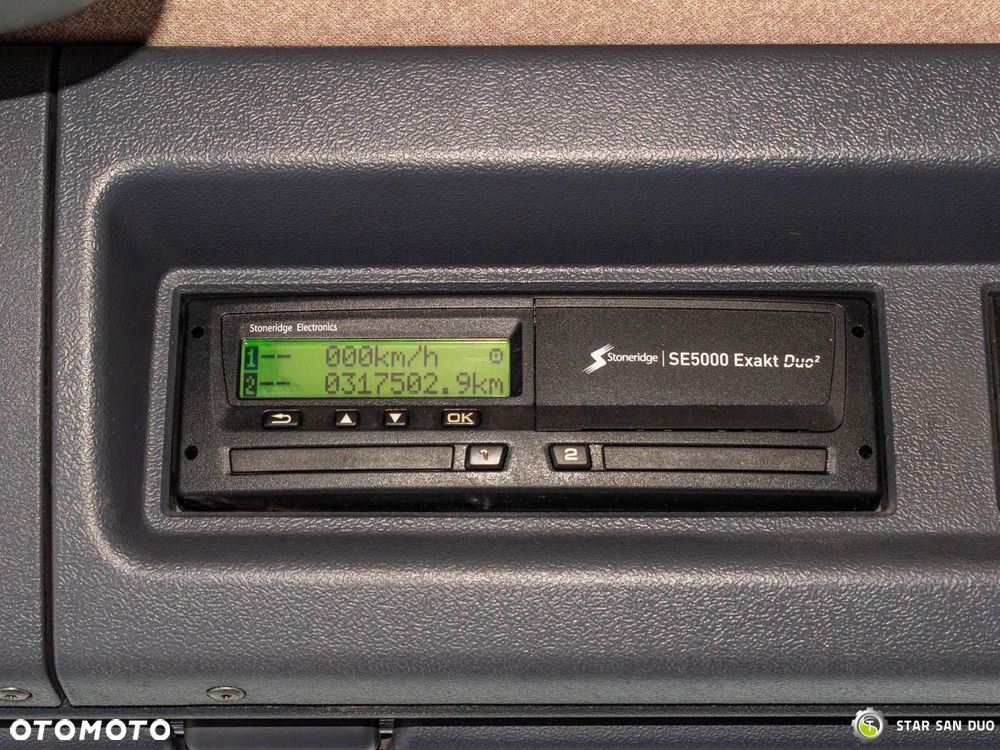 Stoneridge Electronics
1-- 000km/h
2-- 0317502.9km
OK
1
2
Stoneridge | SE5000 Exakt Duo²
OTOMOTO
STAR SAN DUO